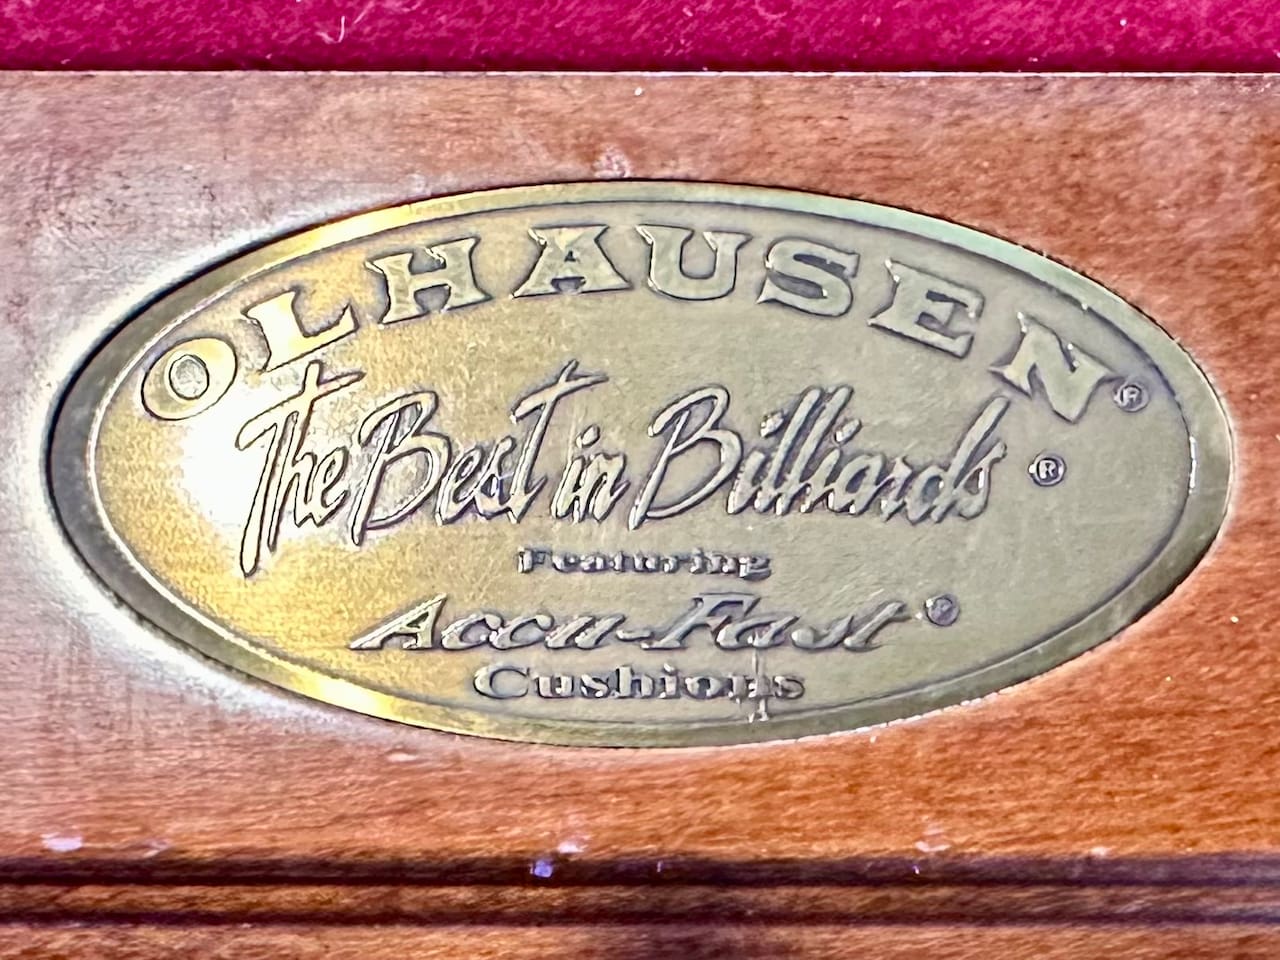 OLHAUSEN®
The Best in Billiards ®
Featuring
Accu-Fast®
Cushions